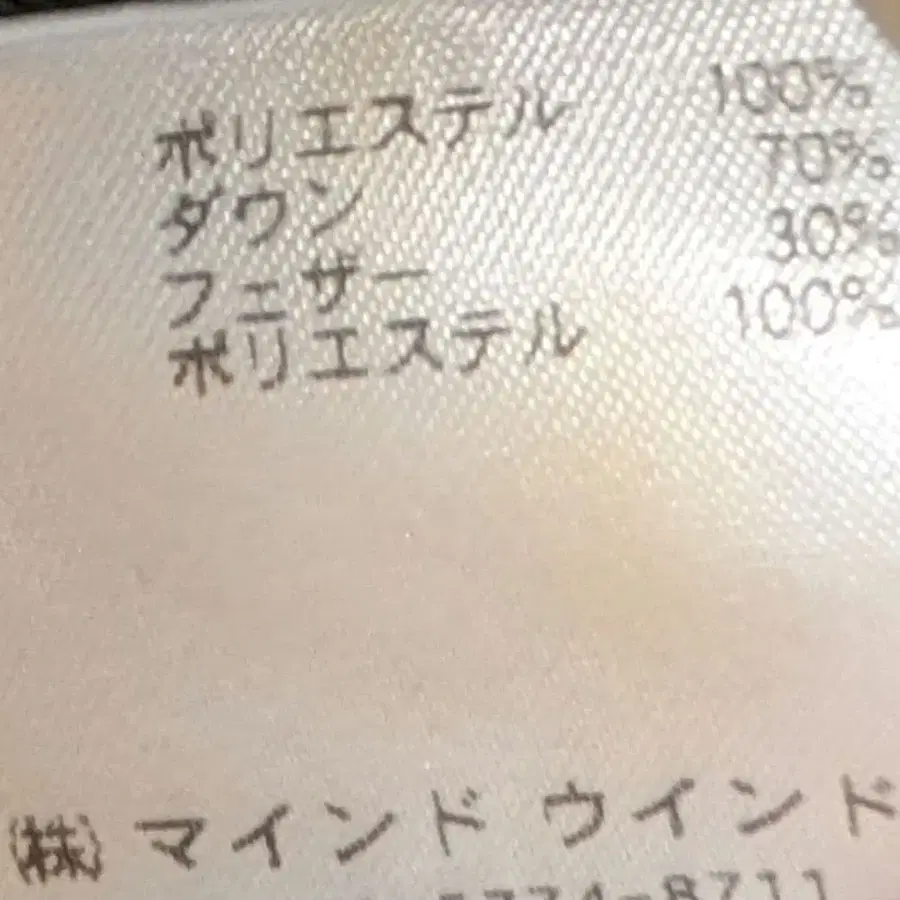 ポリエステル 100%
ダウン 70%
フェザー 30%
ポリエステル 100%
㈱マインド ウインド